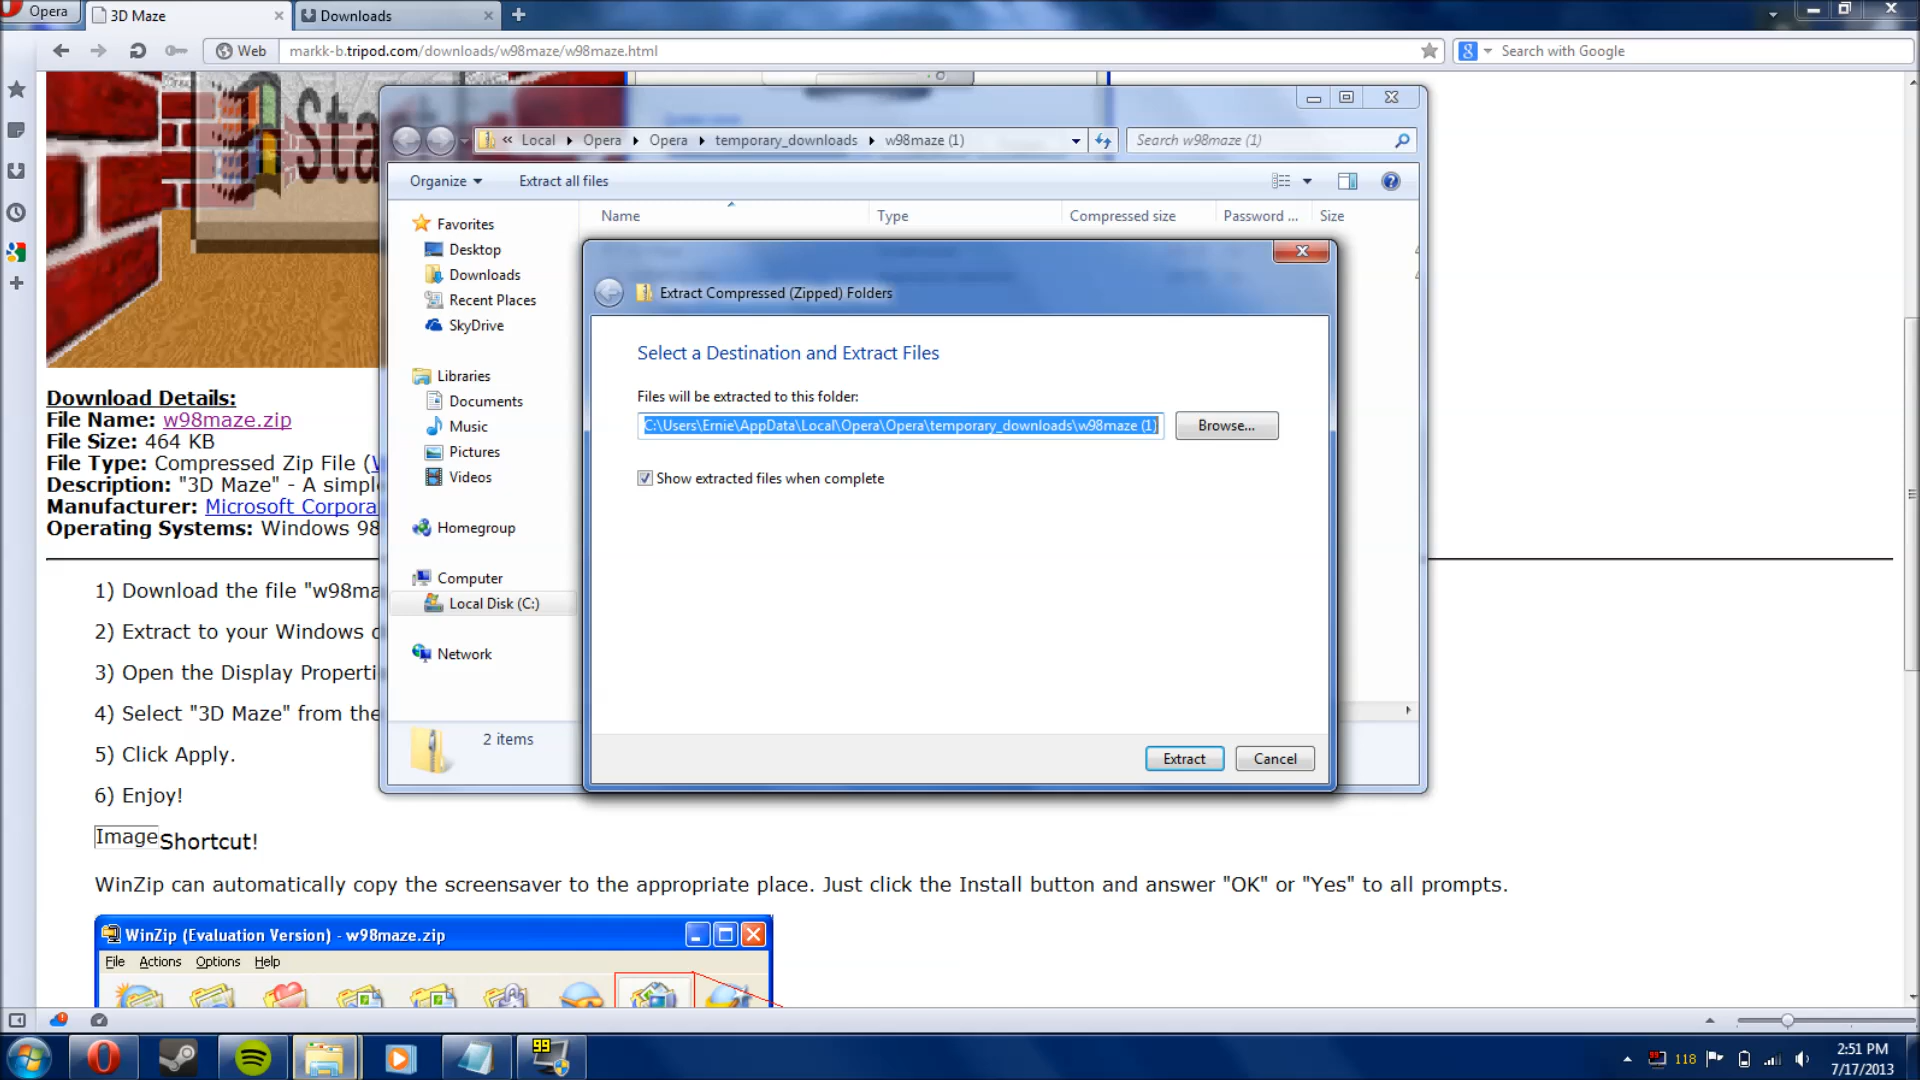 Opera
3D Maze
Downloads
Web
markk-b.tripod.com/downloads/w98maze/w98maze.html
Search with Google
Sta
Local
Opera
Opera
temporary_downloads
w98maze (1)
Search w98maze (1)
Organize
Extract all files
Name
Type
Compressed size
Password ...
Size
Favorites
Desktop
Downloads
Recent Places
SkyDrive
Libraries
Documents
Music
Pictures
Videos
Homegroup
Computer
Local Disk (C:)
Network
2 items
Extract Compressed (Zipped) Folders
Select a Destination and Extract Files
Files will be extracted to this folder:
C:\Users\Ernie\AppData\Local\Opera\Opera\temporary_downloads\w98maze (1)
Browse...
Show extracted files when complete
Extract
Cancel
Download Details:
File Name: w98maze.zip
File Size: 464 KB
File Type: Compressed Zip File (
Description: "3D Maze" - A simpl
Manufacturer: Microsoft Corpora
Operating Systems: Windows 98
1) Download the file "w98ma
2) Extract to your Windows
3) Open the Display Properti
4) Select "3D Maze" from the
5) Click Apply.
6) Enjoy!
Image Shortcut!
WinZip can automatically copy the screensaver to the appropriate place. Just click the Install button and answer "OK" or "Yes" to all prompts.
WinZip (Evaluation Version) - w98maze.zip
File Actions Options Help
99
118
2:51 PM
7/17/2013